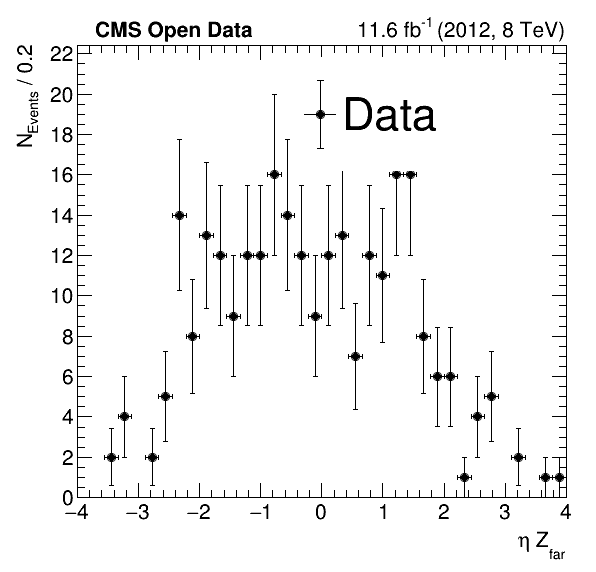 CMS Open Data 11.6 fb⁻¹ (2012, 8 TeV)
N_Events / 0.2
22
20
Data
18
16
14
12
10
8
6
4
2
0
−4 −3 −2 −1 0 1 2 3 4
η Z_far